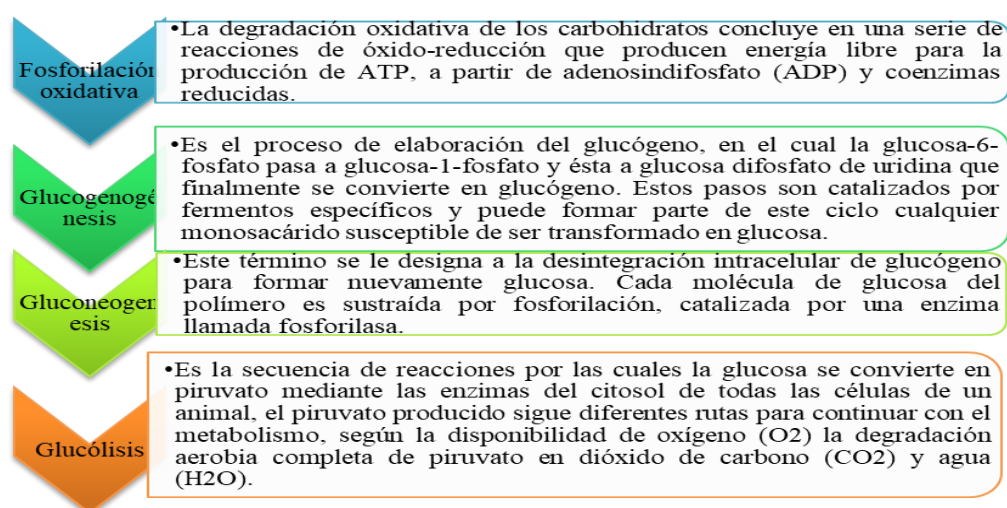 Fosforilación
oxidativa
•La degradación oxidativa de los carbohidratos concluye en una serie de
reacciones de óxido-reducción que producen energía libre para la
producción de ATP, a partir de adenosindifosfato (ADP) y coenzimas
reducidas.
Glucogenogé
nesis
•Es el proceso de elaboración del glucógeno, en el cual la glucosa-6-
fosfato pasa a glucosa-1-fosfato y ésta a glucosa difosfato de uridina que
finalmente se convierte en glucógeno. Estos pasos son catalizados por
fermentos específicos y puede formar parte de este ciclo cualquier
monosacárido susceptible de ser transformado en glucosa.
Gluconeogen
esis
•Este término se le designa a la desintegración intracelular de glucógeno
para formar nuevamente glucosa. Cada molécula de glucosa del
polímero es sustraída por fosforilación, catalizada por una enzima
llamada fosforilasa.
Glucólisis
•Es la secuencia de reacciones por las cuales la glucosa se convierte en
piruvato mediante las enzimas del citosol de todas las células de un
animal, el piruvato producido sigue diferentes rutas para continuar con el
metabolismo, según la disponibilidad de oxígeno (O2) la degradación
aerobia completa de piruvato en dióxido de carbono (CO2) y agua
(H2O).